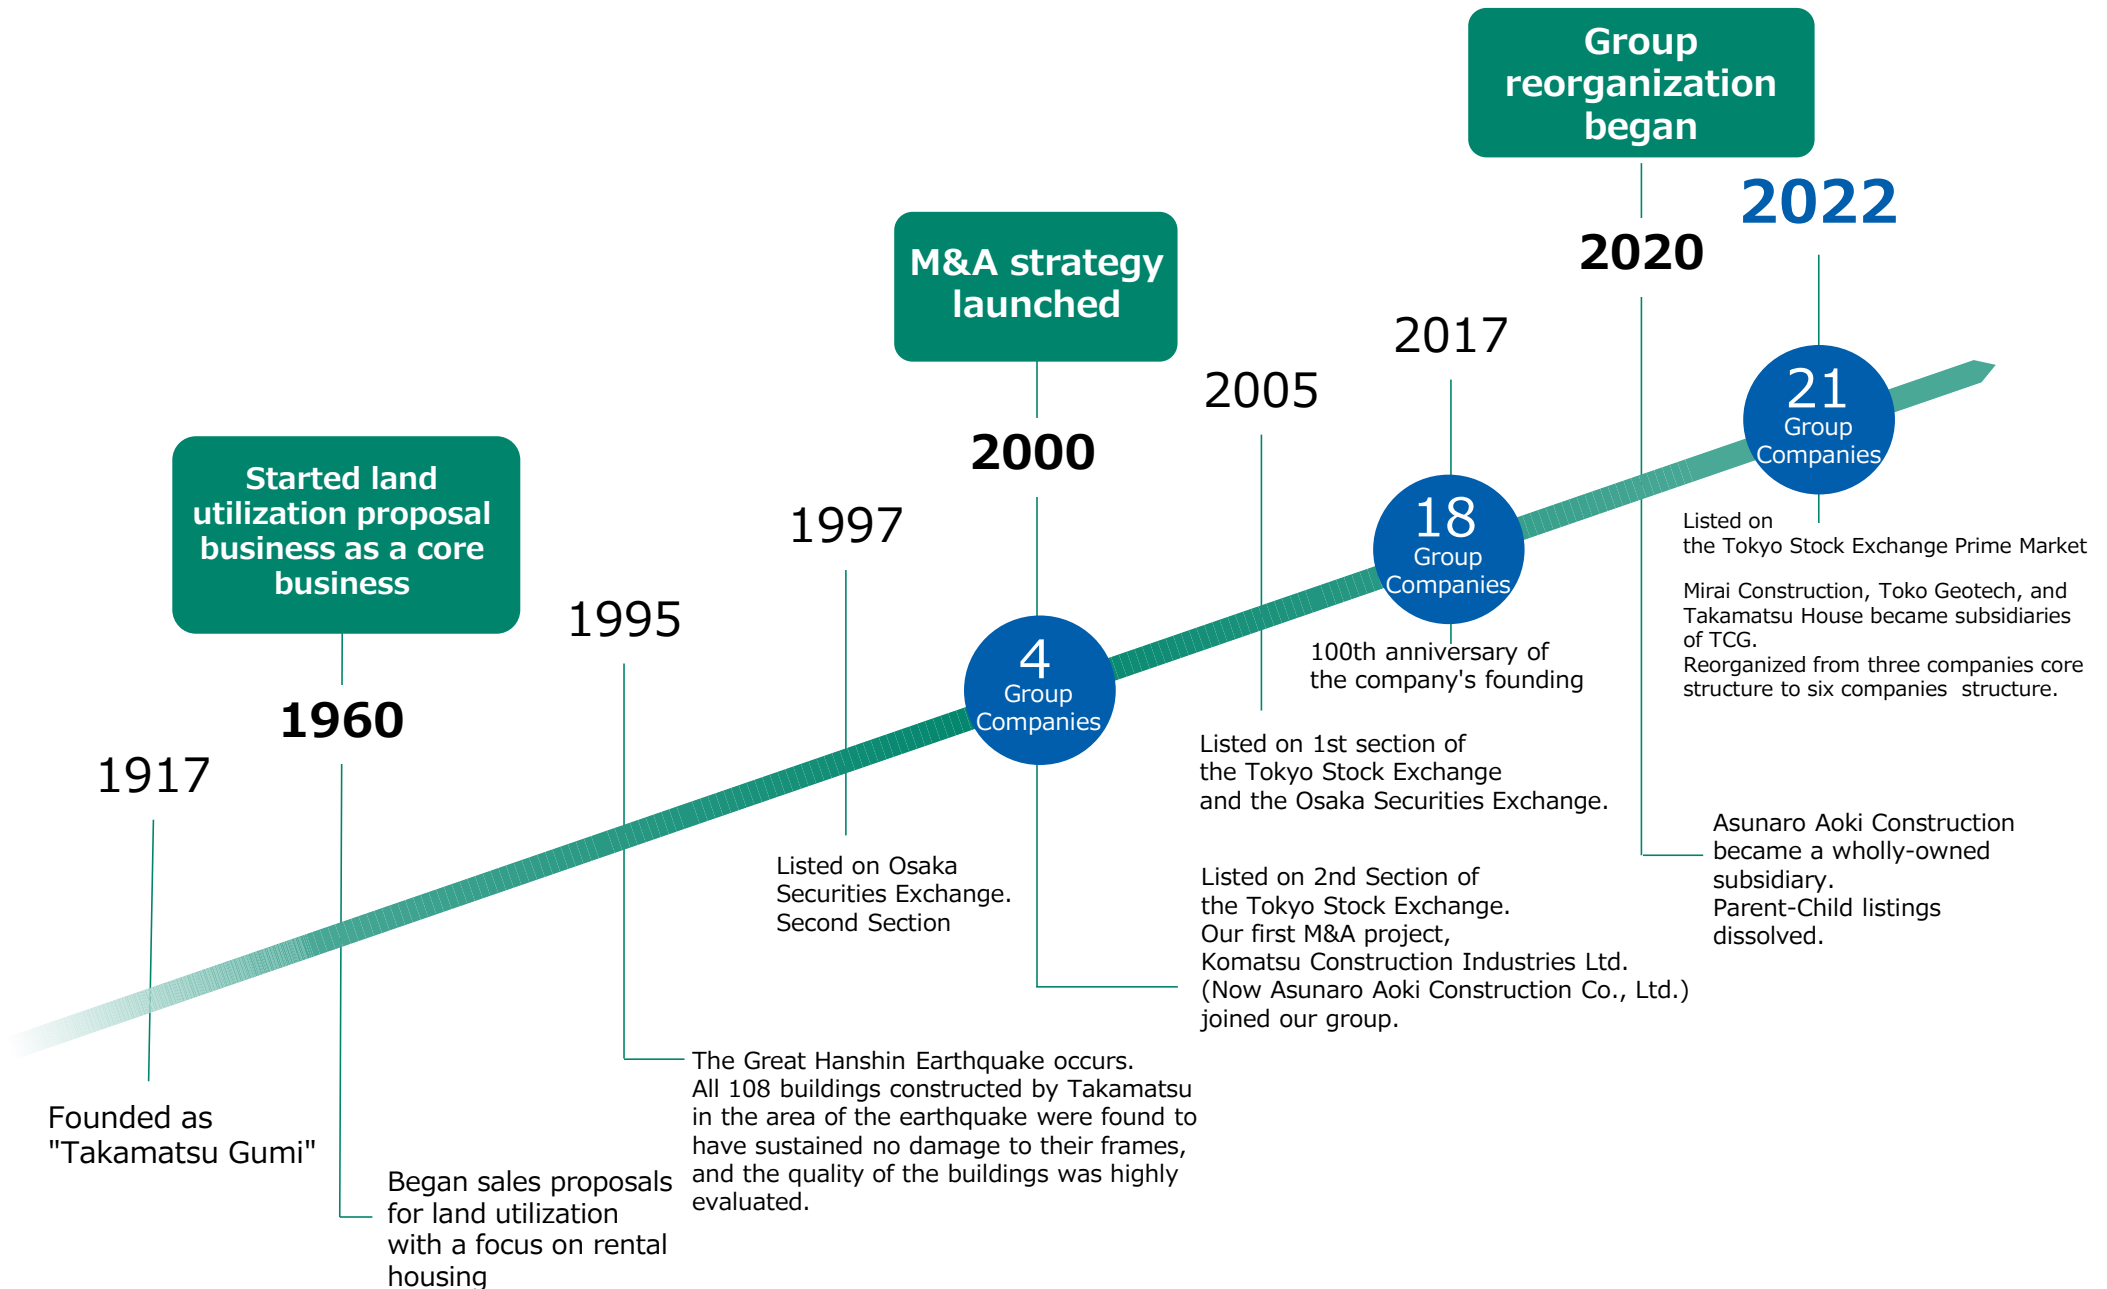 Group
reorganization
began
2022
2020
M&A strategy
launched
2000
2017
2005
21
Group
Companies
Started land
utilization proposal
business as a core
business
1960
1997
1995
1917
18
Group
Companies
4
Group
Companies
Listed on
the Tokyo Stock Exchange Prime Market
Mirai Construction, Toko Geotech, and
Takamatsu House became subsidiaries
of TCG.
Reorganized from three companies core
structure to six companies  structure.
100th anniversary of
the company's founding
Listed on 1st section of
the Tokyo Stock Exchange
and the Osaka Securities Exchange.
Asunaro Aoki Construction
became a wholly-owned
subsidiary.
Parent-Child listings
dissolved.
Listed on Osaka
Securities Exchange.
Second Section
Listed on 2nd Section of
the Tokyo Stock Exchange.
Our first M&A project,
Komatsu Construction Industries Ltd.
(Now Asunaro Aoki Construction Co., Ltd.)
joined our group.
The Great Hanshin Earthquake occurs.
All 108 buildings constructed by Takamatsu
in the area of the earthquake were found to
have sustained no damage to their frames,
and the quality of the buildings was highly
evaluated.
Founded as
"Takamatsu Gumi"
Began sales proposals
for land utilization
with a focus on rental
housing